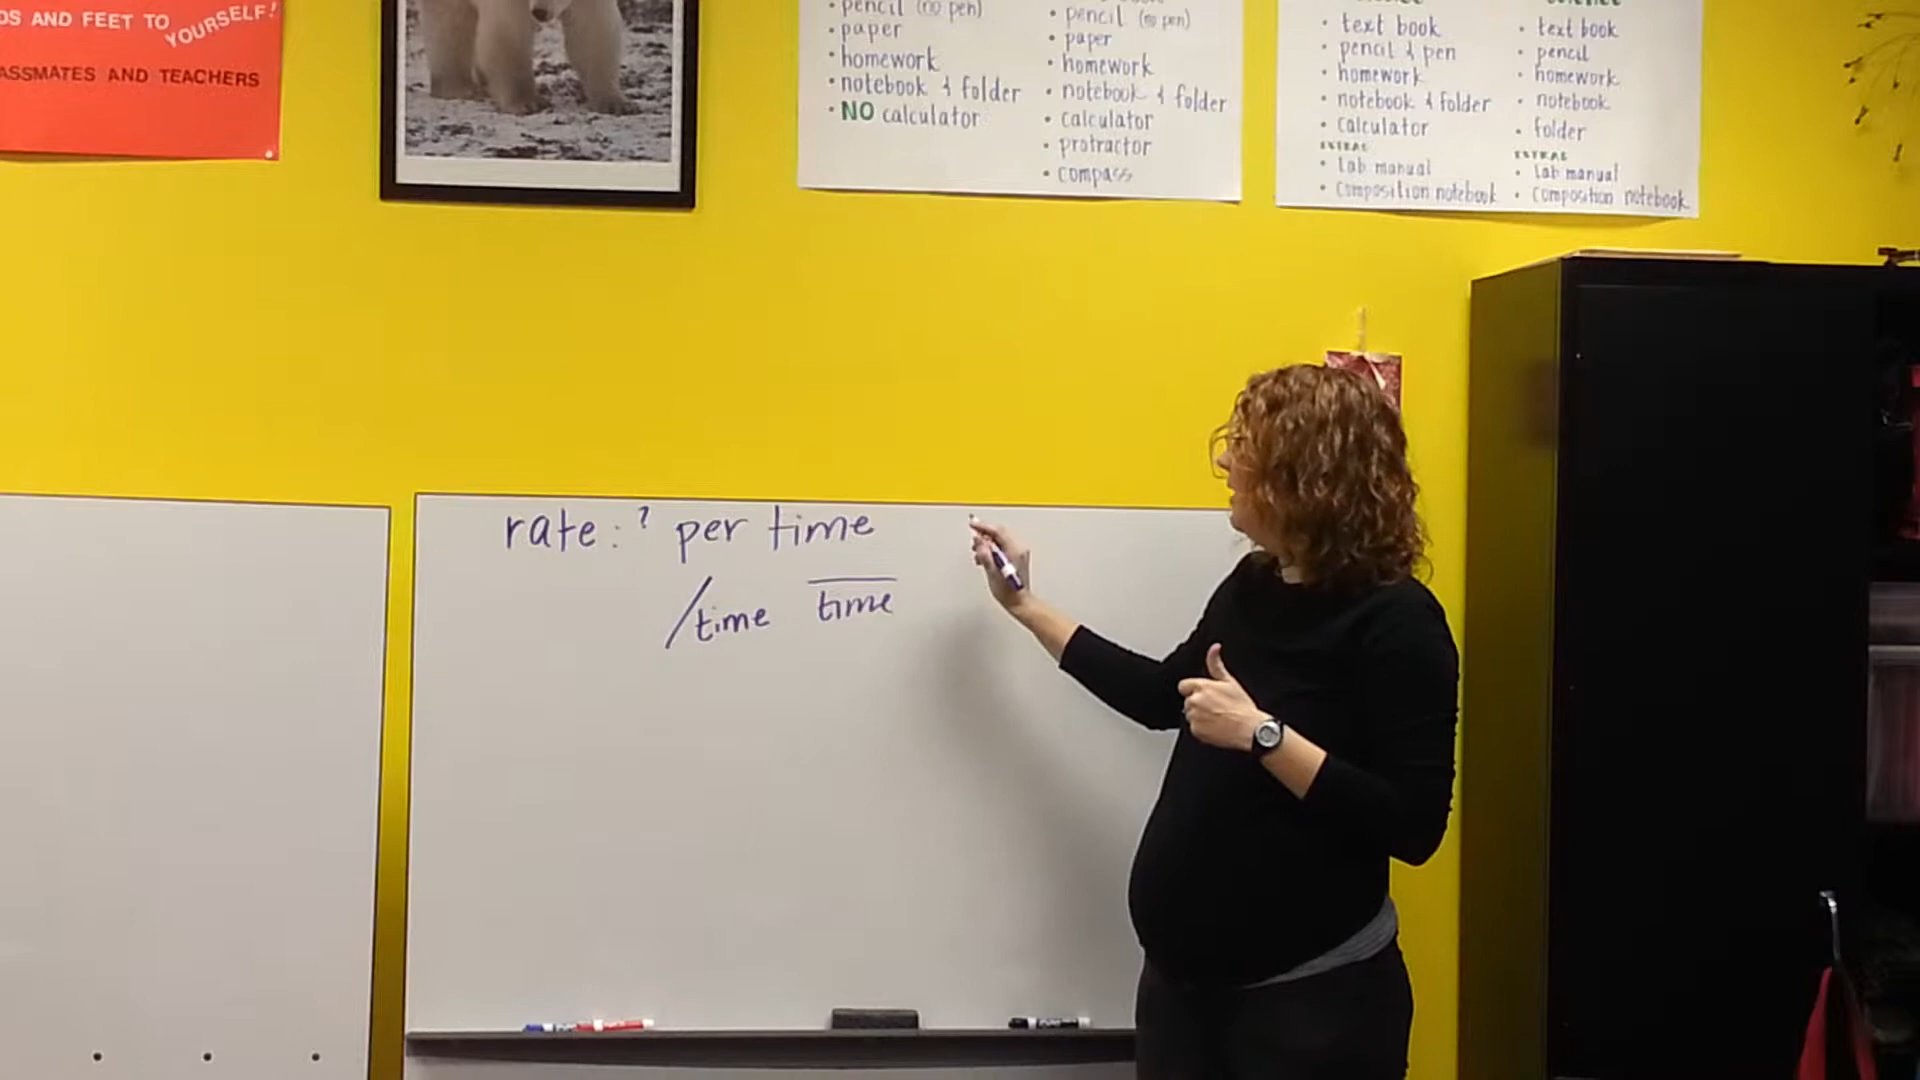 DS AND FEET TO YOURSELF!
ASSMATES AND TEACHERS
• pencil (no pen)
• paper
• homework
• notebook & folder
• NO calculator
• pencil (no pen)
• paper
• homework
• notebook & folder
• calculator
• protractor
• compass
• text book
• pencil & pen
• homework
• notebook & folder
• calculator
EXTRAS
• Lab manual
• Composition notebook
• text book
• pencil
• homework
• notebook
• folder
EXTRAS
• Lab manual
• Composition notebook
rate: ? per time
/time
time